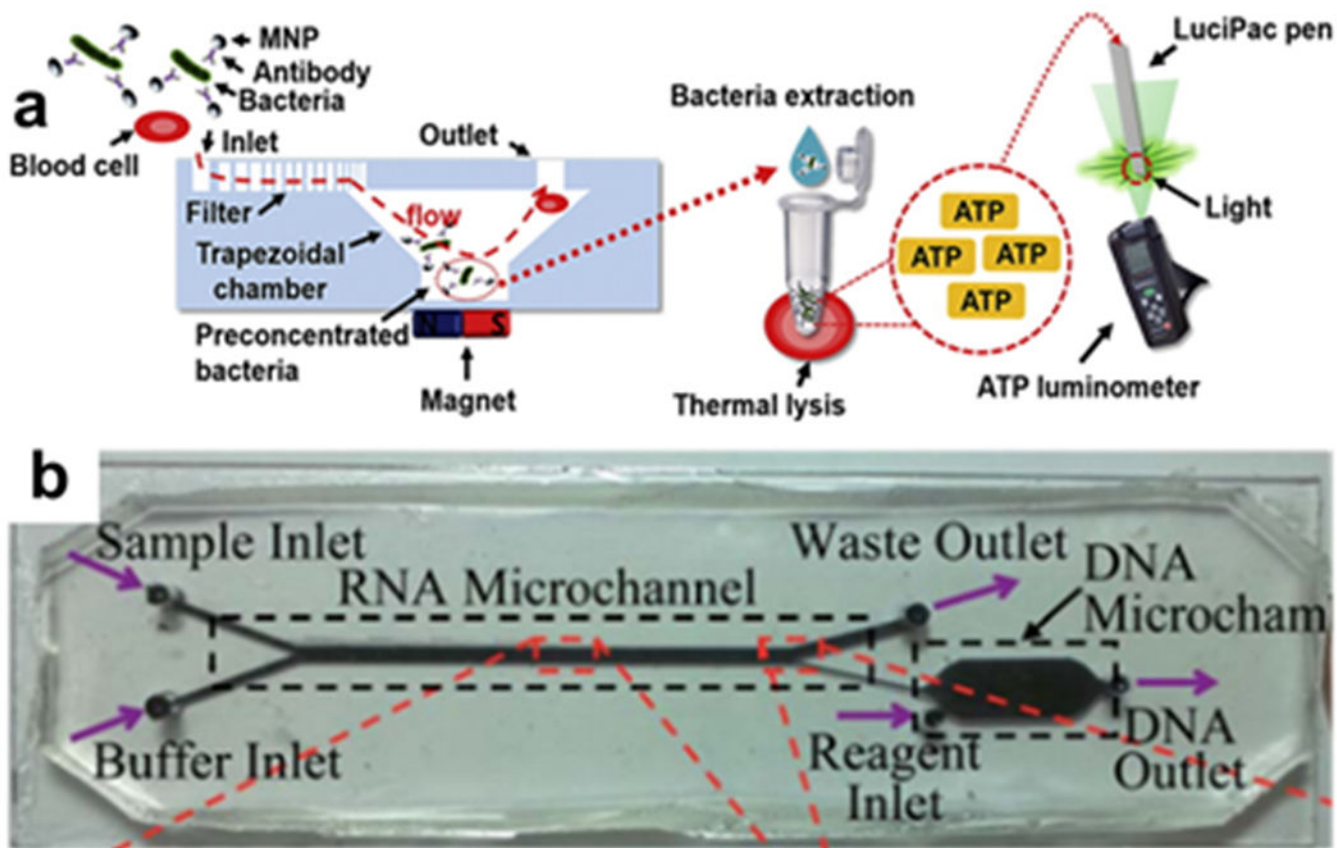 a
MNP
Antibody
Bacteria
Blood cell
Inlet
Outlet
Filter
flow
Trapezoidal
chamber
Preconcentrated
bacteria
N S
Magnet
Bacteria extraction
Thermal lysis
ATP
ATP ATP
ATP
LuciPac pen
Light
ATP luminometer
b
Sample Inlet
RNA Microchannel
Waste Outlet
DNA
Microcham
Buffer Inlet
Reagent
Inlet
DNA
Outlet